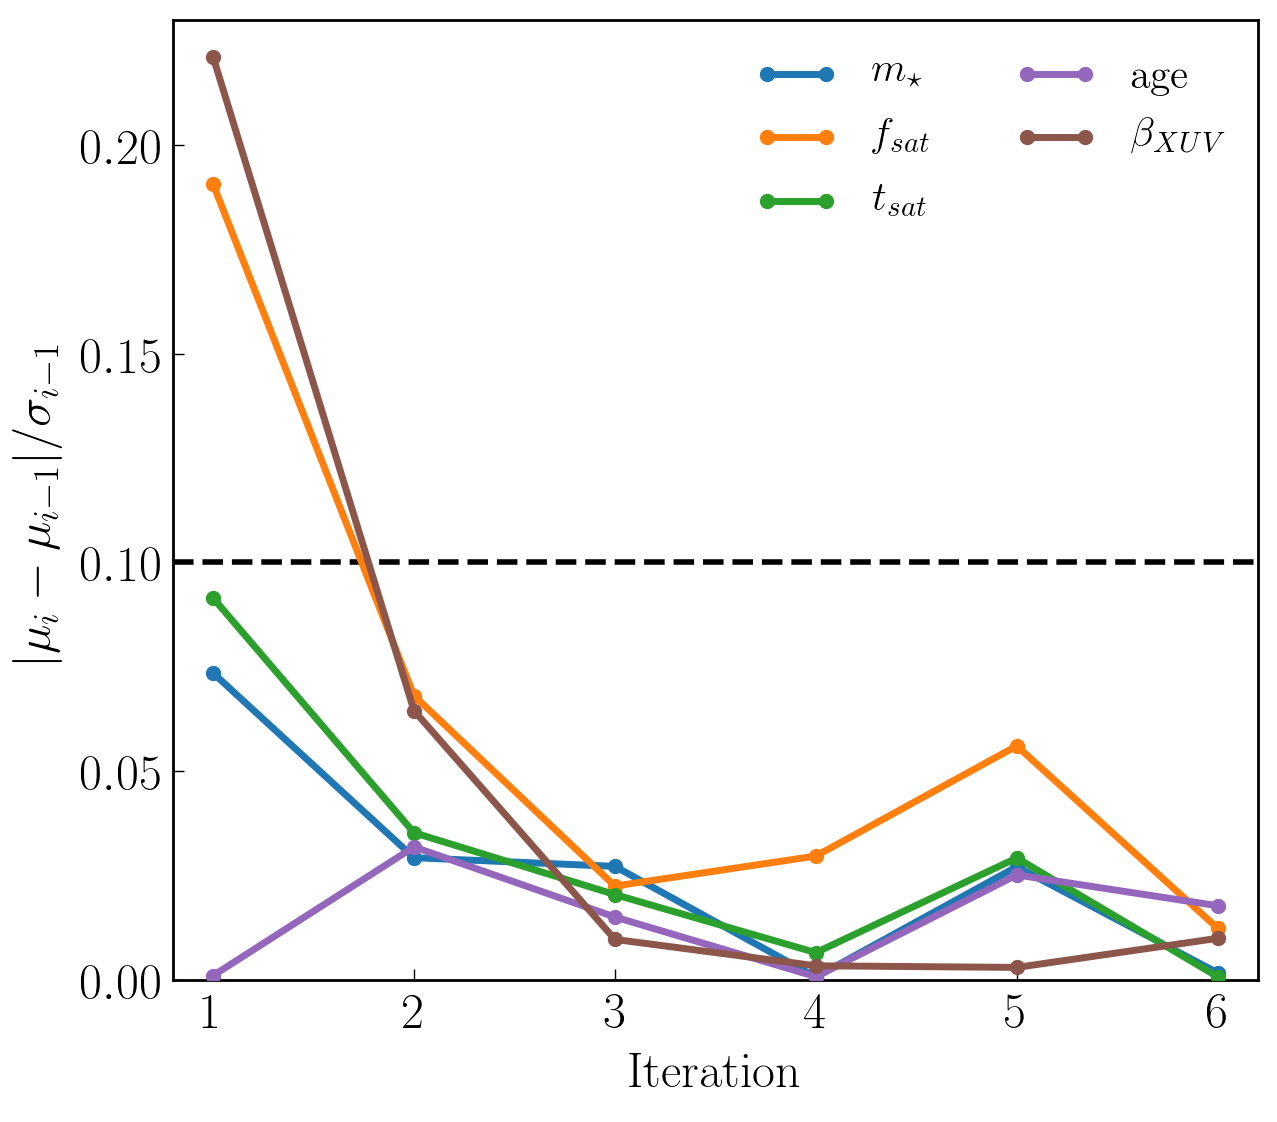 m⋆
f_sat
t_sat
age
β_XUV
0.20
0.15
0.10
0.05
0.00
|μ_i − μ_{i−1}|/σ_{i−1}
1 2 3 4 5 6
Iteration